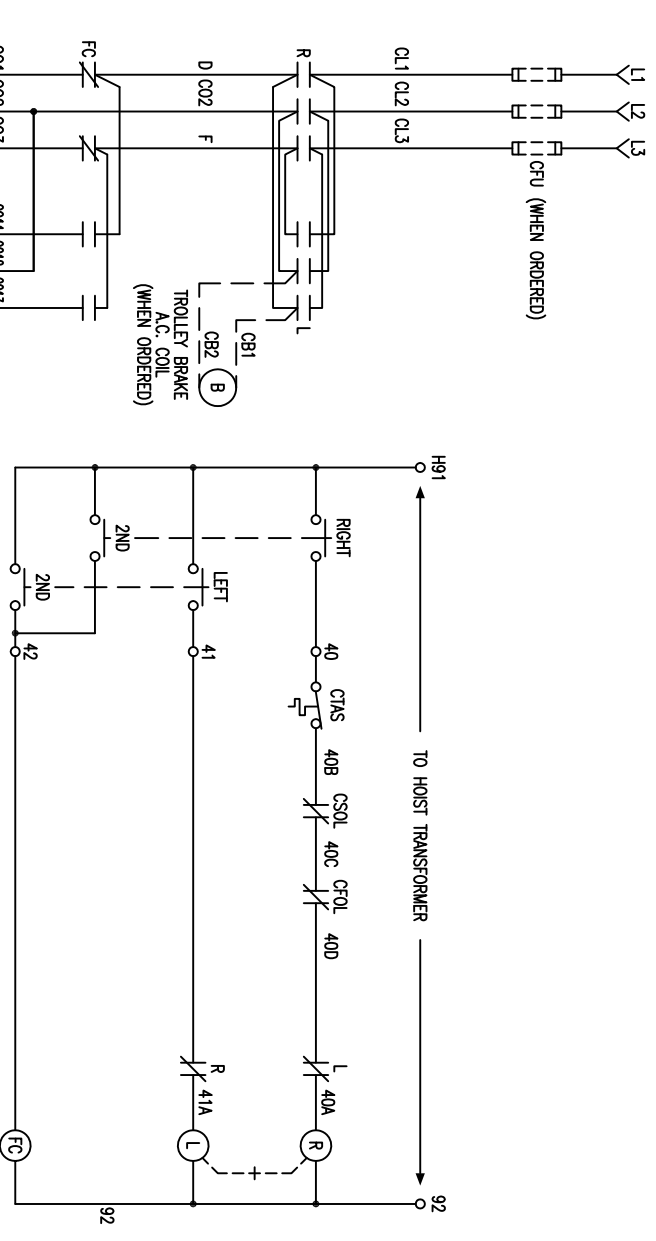 L1
L2
L3
CFU (WHEN ORDERED)
CL1
CL2
CL3
R
L
D
CO2
F
CB1
CB2
B
TROLLEY BRAKE
A.C. COIL
(WHEN ORDERED)
FC
H91
TO HOIST TRANSFORMER
92
RIGHT
40
CTAS
40B
CSOL
40C
CFOL
40D
L
40A
R
2ND
LEFT
41
R
41A
L
2ND
42
FC
92